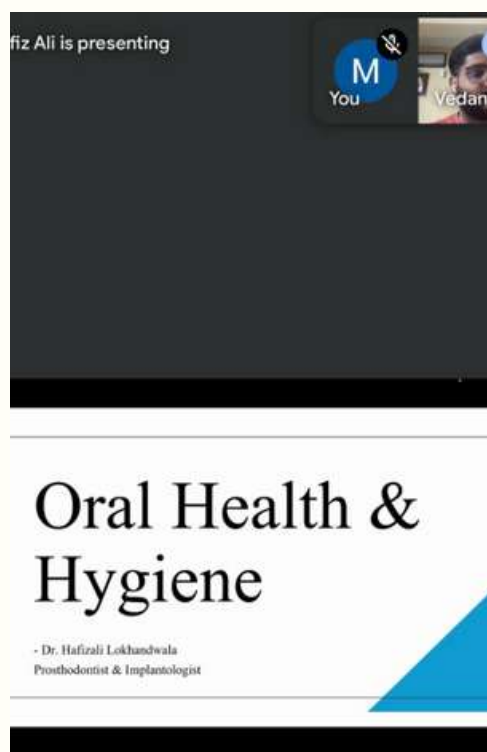 fiz Ali is presenting
M
You
Vedan
Oral Health &
Hygiene
- Dr. Hafizali Lokhandwala
Prosthodontist & Implantologist